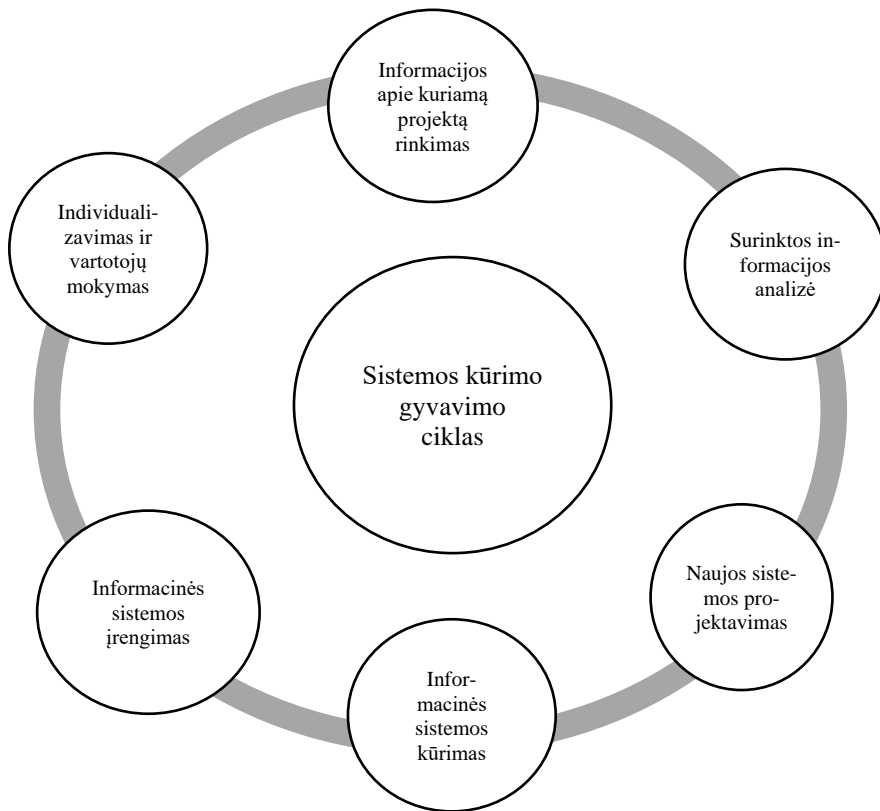 Informacijos
apie kuriamą
projektą
rinkimas
Surinktos in-
formacijos
analizė
Naujos siste-
mos pro-
jektavimas
Infor-
macinės
sistemos
kūrimas
Informacinės
sistemos
įrengimas
Individuali-
zavimas ir
vartotojų
mokymas
Sistemos kūrimo
gyvavimo
ciklas